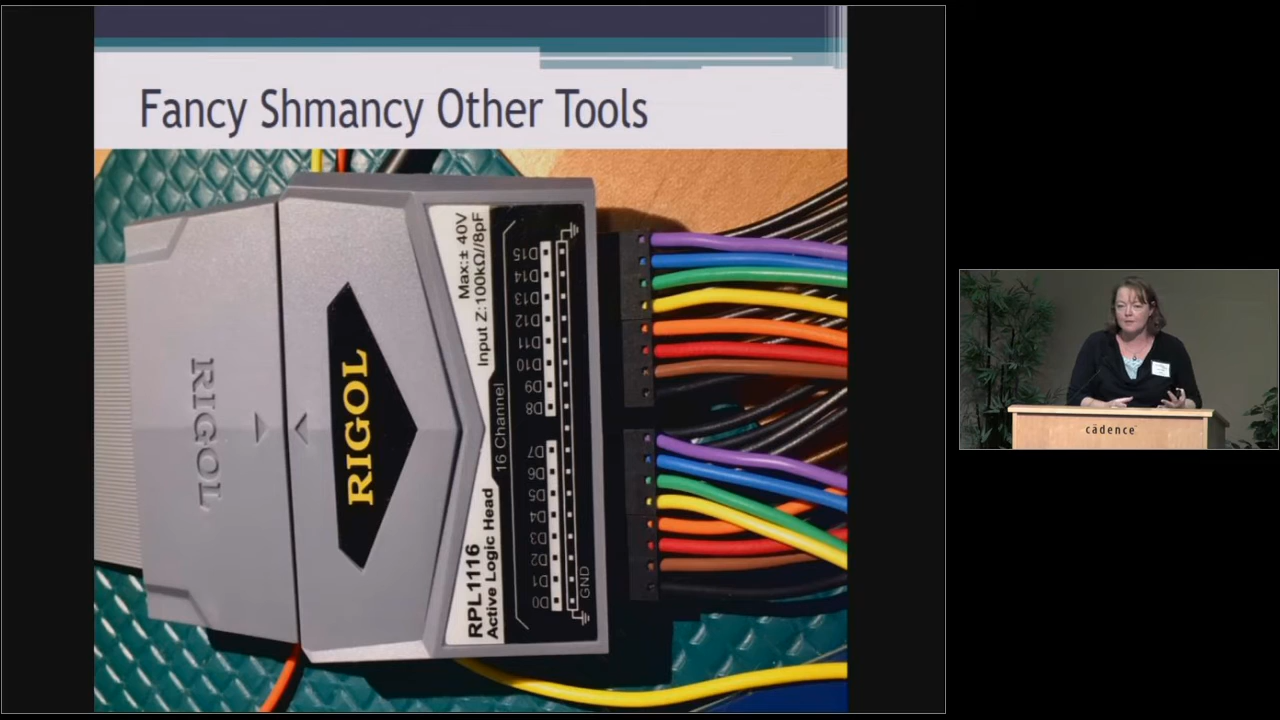 Fancy Shmancy Other Tools
RIGOL
RIGOL
Max:± 40V
Input Z:100kΩ//8pF
RPL1116
Active Logic Head
16 Channel
D15
D14
D13
D12
D11
D10
D9
D8
D7
D6
D5
D4
D3
D2
D1
D0
GND
cādence